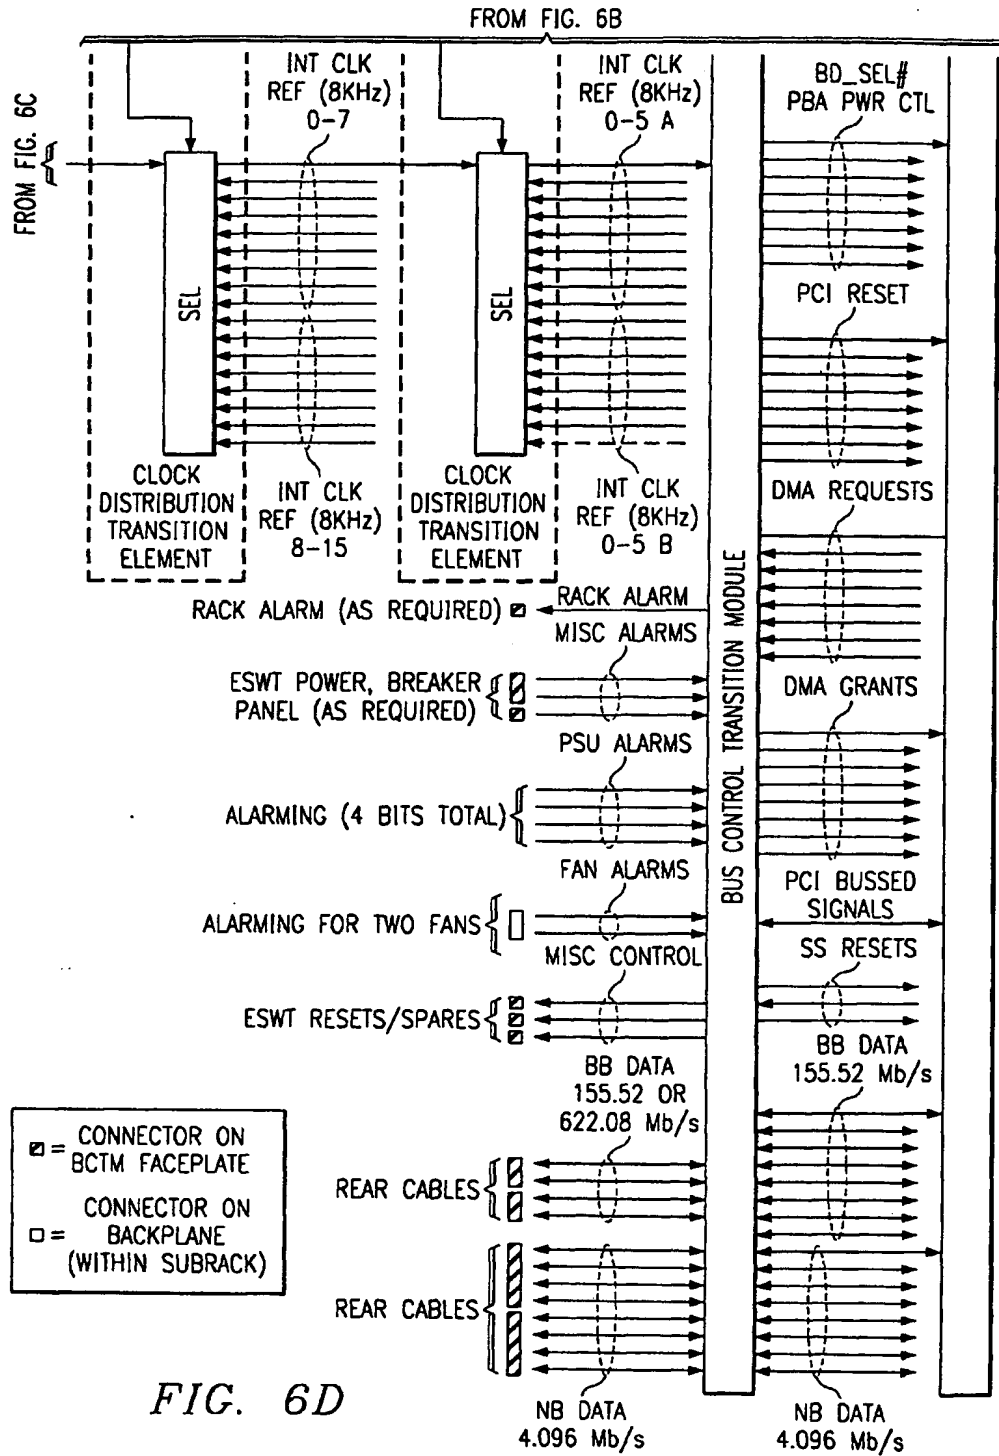 FROM FIG. 6B
FROM FIG. 6C
INT CLK
REF (8KHz)
0-7
INT CLK
REF (8KHz)
0-5 A
BD_SEL#
PBA PWR CTL
SEL
SEL
PCI RESET
CLOCK
DISTRIBUTION
TRANSITION
ELEMENT
INT CLK
REF (8KHz)
8-15
CLOCK
DISTRIBUTION
TRANSITION
ELEMENT
INT CLK
REF (8KHz)
0-5 B
DMA REQUESTS
BUS CONTROL TRANSITION MODULE
RACK ALARM (AS REQUIRED)
RACK ALARM
MISC ALARMS
ESWT POWER, BREAKER
PANEL (AS REQUIRED)
DMA GRANTS
PSU ALARMS
ALARMING (4 BITS TOTAL)
FAN ALARMS
PCI BUSSED
SIGNALS
ALARMING FOR TWO FANS
MISC CONTROL
SS RESETS
ESWT RESETS/SPARES
BB DATA
155.52 OR
622.08 Mb/s
BB DATA
155.52 Mb/s
= CONNECTOR ON
BCTM FACEPLATE
= CONNECTOR ON
BACKPLANE
(WITHIN SUBRACK)
REAR CABLES
REAR CABLES
FIG. 6D
NB DATA
4.096 Mb/s
NB DATA
4.096 Mb/s